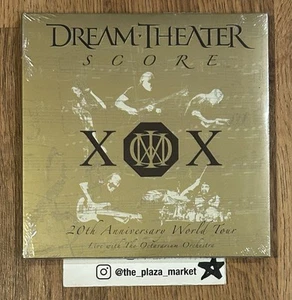 DREAM THEATER
SCORE
X X
20th Anniversary World Tour
Live with The Octavarium Orchestra
@the_plaza_market